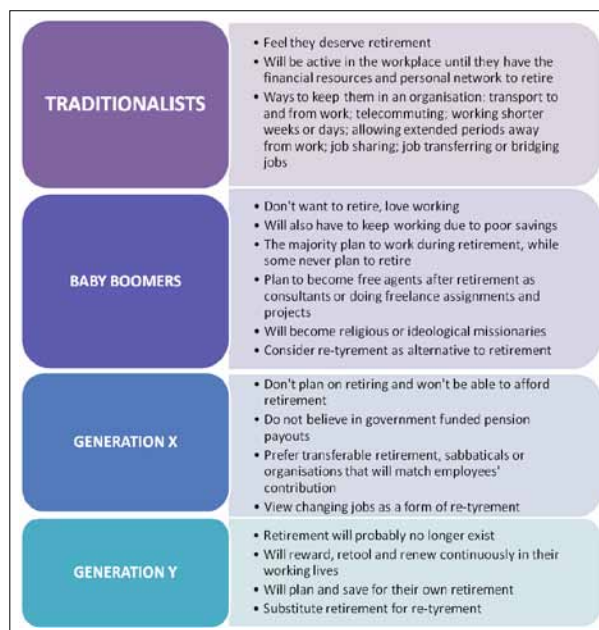 TRADITIONALISTS
• Feel they deserve retirement
• Will be active in the workplace until they have the
financial resources and personal network to retire
• Ways to keep them in an organisation: transport to
and from work; telecommuting; working shorter
weeks or days; allowing extended periods away
from work; job sharing; job transferring or bridging
jobs
BABY BOOMERS
• Don't want to retire, love working
• Will also have to keep working due to poor savings
• The majority plan to work during retirement, while
some never plan to retire
• Plan to become free agents after retirement as
consultants or doing freelance assignments and
projects
• Will become religious or ideological missionaries
• Consider re-tyrement as alternative to retirement
GENERATION X
• Don't plan on retiring and won't be able to afford
retirement
• Do not believe in government funded pension
payouts
• Prefer transferable retirement, sabbaticals or
organisations that will match employees'
contribution
• View changing jobs as a form of re-tyrement
GENERATION Y
• Retirement will probably no longer exist
• Will reward, retool and renew continuously in their
working lives
• Will plan and save for their own retirement
• Substitute retirement for re-tyrement